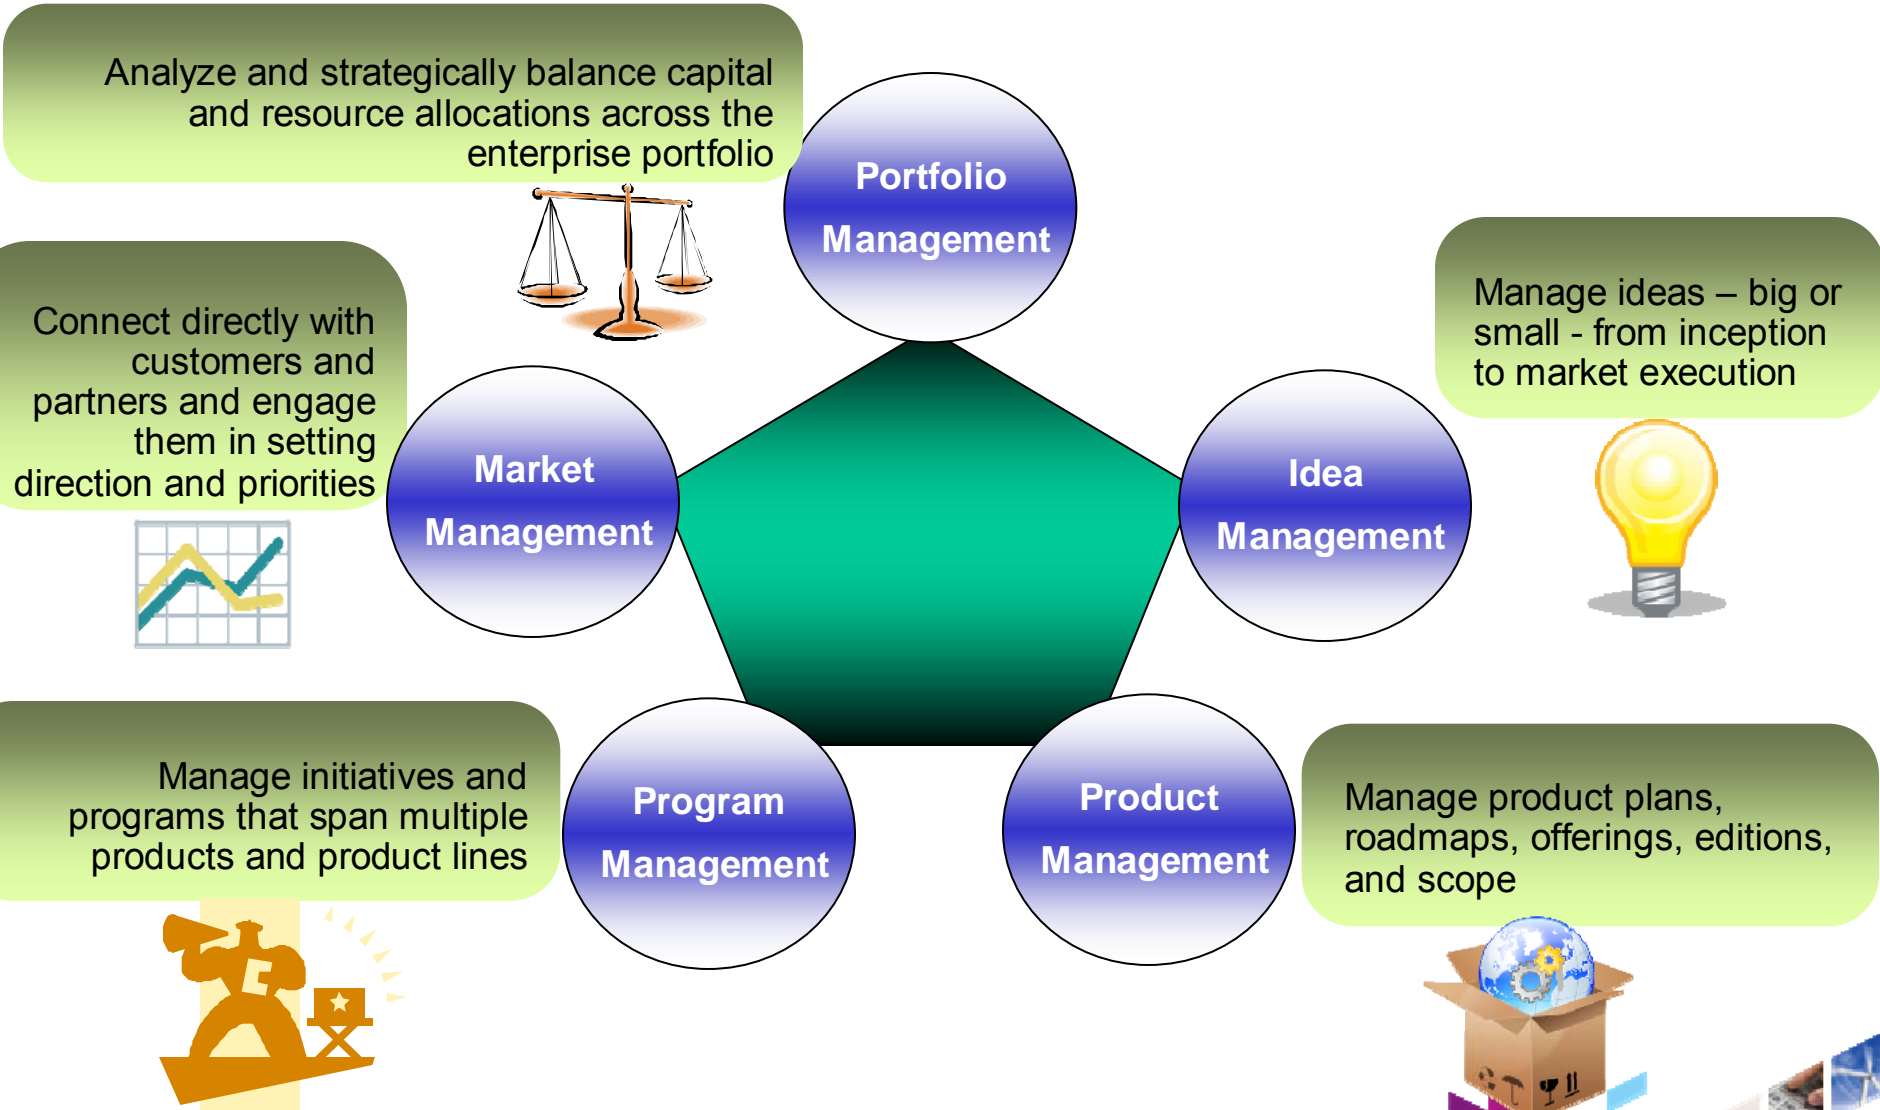 Analyze and strategically balance capital
and resource allocations across the
enterprise portfolio
Portfolio
Management
Connect directly with
customers and
partners and engage
them in setting
direction and priorities
Market
Management
Idea
Management
Manage ideas – big or
small - from inception
to market execution
Manage initiatives and
programs that span multiple
products and product lines
Program
Management
Product
Management
Manage product plans,
roadmaps, offerings, editions,
and scope